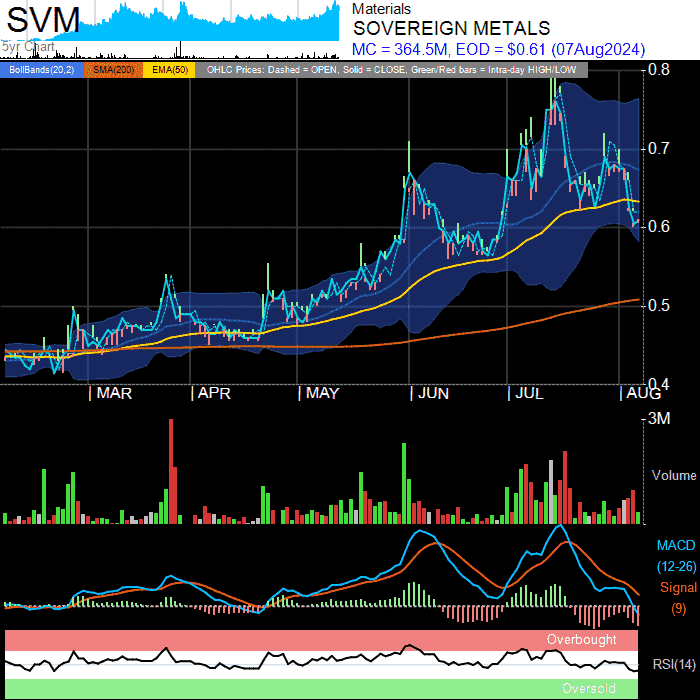 SVM
5yr Chart
Materials
SOVEREIGN METALS
MC = 364.5M, EOD = $0.61 (07Aug2024)
BollBands(20,2) SMA(200) EMA(50) OHLC Prices: Dashed = OPEN, Solid = CLOSE, Green/Red bars = Intra-day HIGH/LOW
0.8
0.7
0.6
0.5
0.4
MAR APR MAY JUN JUL AUG
3M
Volume
MACD
(12-26)
Signal
(9)
Overbought
RSI(14)
Oversold